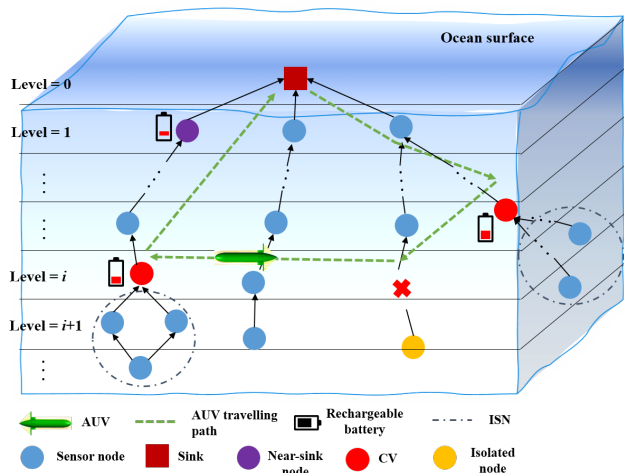 Ocean surface
Level = 0
Level = 1
Level = i
Level = i+1
AUV
AUV travelling
path
Rechargeable
battery
ISN
Sensor node
Sink
Near-sink
node
CV
Isolated
node